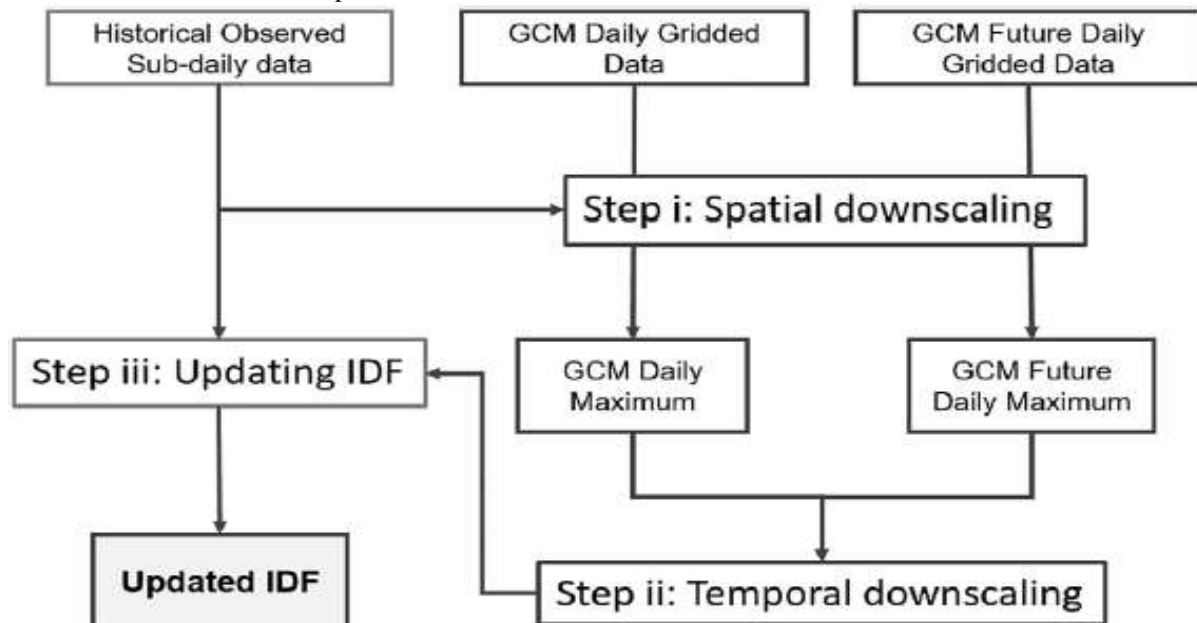 Historical Observed
Sub-daily data
GCM Daily Gridded
Data
GCM Future Daily
Gridded Data
Step i: Spatial downscaling
Step iii: Updating IDF
GCM Daily
Maximum
GCM Future
Daily Maximum
Updated IDF
Step ii: Temporal downscaling